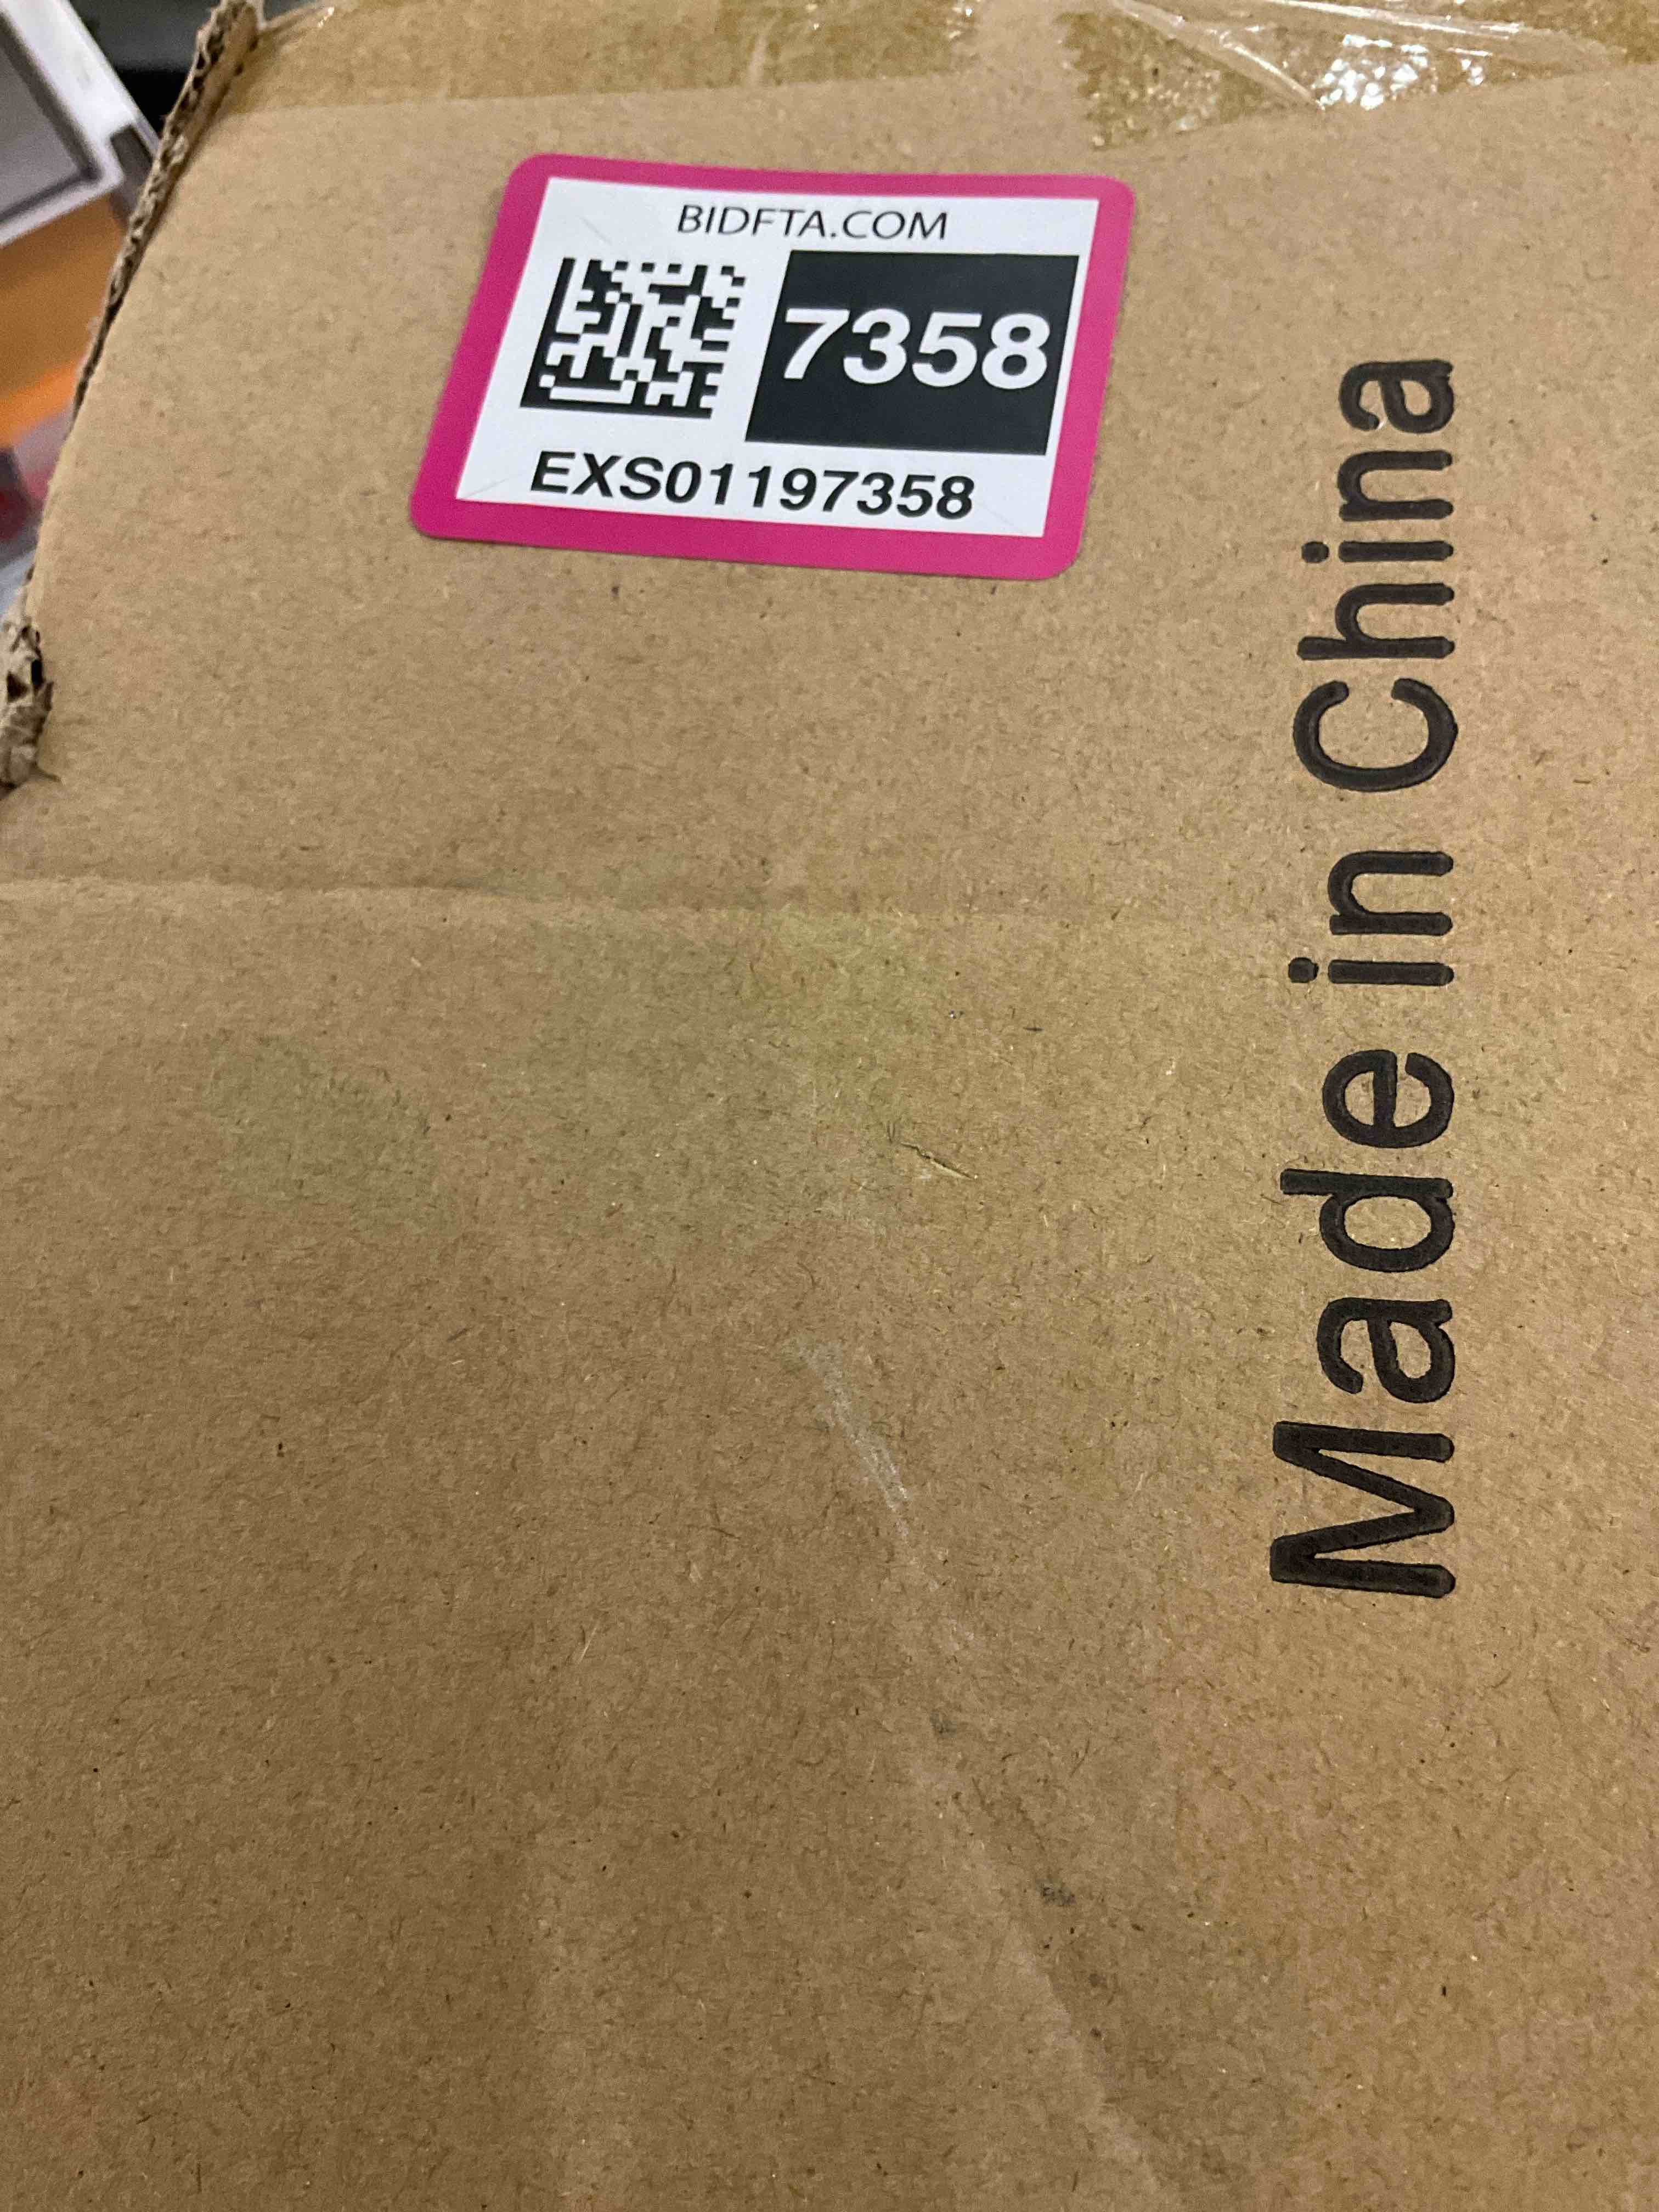 BIDFTA.COM
7358
EXS01197358
Made in China